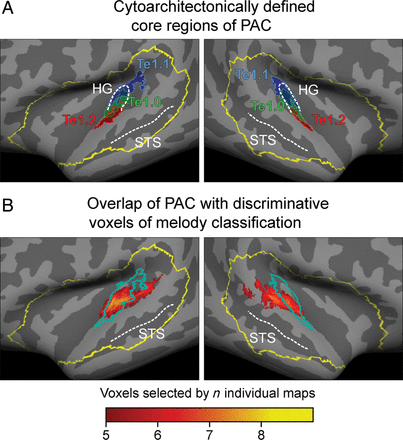 A
Cytoarchitectonically defined
core regions of PAC
Te1.1
HG
Te1.0
Te1.2
STS
Te1.1
HG
Te1.0
Te1.2
STS
B
Overlap of PAC with discriminative
voxels of melody classification
STS
STS
Voxels selected by n individual maps
5 6 7 8